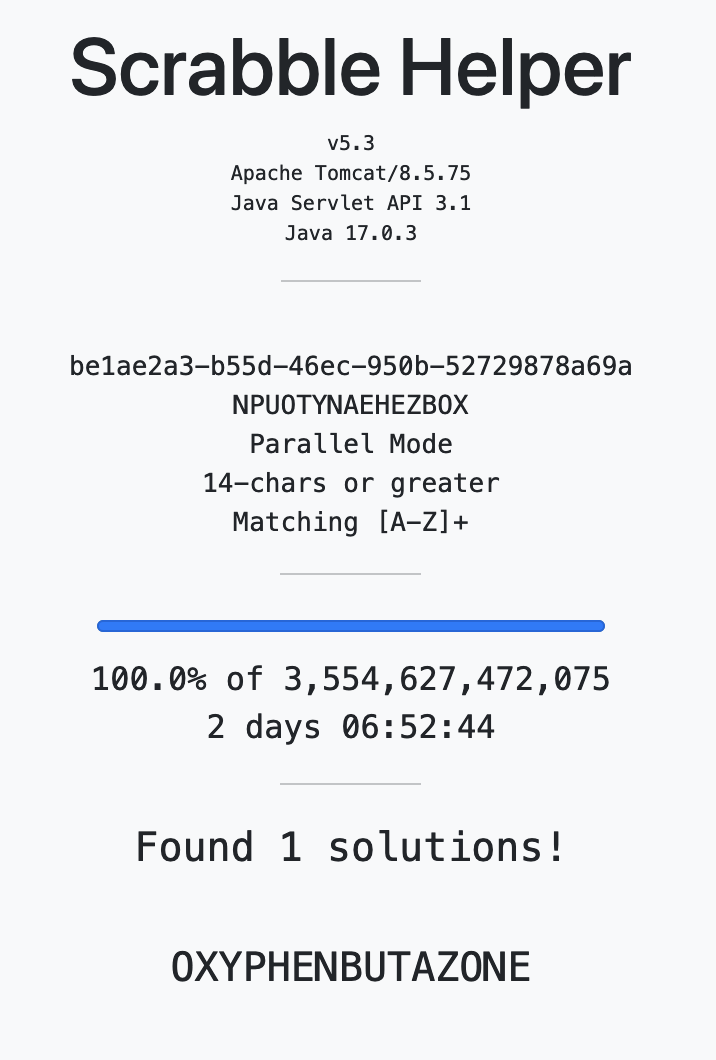 Scrabble Helper
v5.3
Apache Tomcat/8.5.75
Java Servlet API 3.1
Java 17.0.3
be1ae2a3-b55d-46ec-950b-52729878a69a
NPUOTYNAEHEZBOX
Parallel Mode
14-chars or greater
Matching [A-Z]+
100.0% of 3,554,627,472,075
2 days 06:52:44
Found 1 solutions!
OXYPHENBUTAZONE